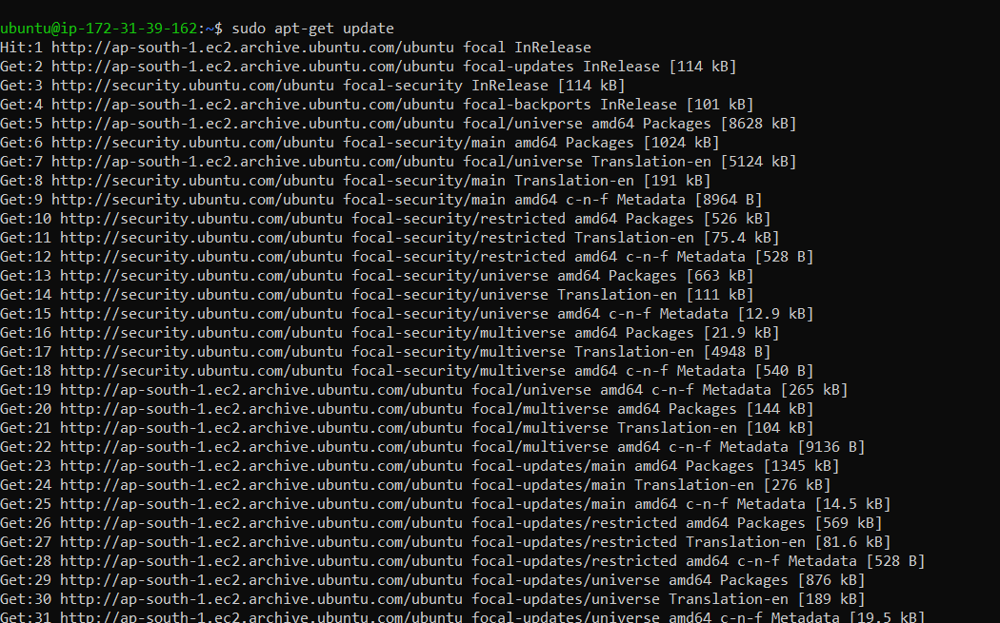 ubuntu@ip-172-31-39-162:~$ sudo apt-get update
Hit:1 http://ap-south-1.ec2.archive.ubuntu.com/ubuntu focal InRelease
Get:2 http://ap-south-1.ec2.archive.ubuntu.com/ubuntu focal-updates InRelease [114 kB]
Get:3 http://security.ubuntu.com/ubuntu focal-security InRelease [114 kB]
Get:4 http://ap-south-1.ec2.archive.ubuntu.com/ubuntu focal-backports InRelease [101 kB]
Get:5 http://ap-south-1.ec2.archive.ubuntu.com/ubuntu focal/universe amd64 Packages [8628 kB]
Get:6 http://security.ubuntu.com/ubuntu focal-security/main amd64 Packages [1024 kB]
Get:7 http://ap-south-1.ec2.archive.ubuntu.com/ubuntu focal/universe Translation-en [5124 kB]
Get:8 http://security.ubuntu.com/ubuntu focal-security/main Translation-en [191 kB]
Get:9 http://security.ubuntu.com/ubuntu focal-security/main amd64 c-n-f Metadata [8964 B]
Get:10 http://security.ubuntu.com/ubuntu focal-security/restricted amd64 Packages [526 kB]
Get:11 http://security.ubuntu.com/ubuntu focal-security/restricted Translation-en [75.4 kB]
Get:12 http://security.ubuntu.com/ubuntu focal-security/restricted amd64 c-n-f Metadata [528 B]
Get:13 http://security.ubuntu.com/ubuntu focal-security/universe amd64 Packages [663 kB]
Get:14 http://security.ubuntu.com/ubuntu focal-security/universe Translation-en [111 kB]
Get:15 http://security.ubuntu.com/ubuntu focal-security/universe amd64 c-n-f Metadata [12.9 kB]
Get:16 http://security.ubuntu.com/ubuntu focal-security/multiverse amd64 Packages [21.9 kB]
Get:17 http://security.ubuntu.com/ubuntu focal-security/multiverse Translation-en [4948 B]
Get:18 http://security.ubuntu.com/ubuntu focal-security/multiverse amd64 c-n-f Metadata [540 B]
Get:19 http://ap-south-1.ec2.archive.ubuntu.com/ubuntu focal/universe amd64 c-n-f Metadata [265 kB]
Get:20 http://ap-south-1.ec2.archive.ubuntu.com/ubuntu focal/multiverse amd64 Packages [144 kB]
Get:21 http://ap-south-1.ec2.archive.ubuntu.com/ubuntu focal/multiverse Translation-en [104 kB]
Get:22 http://ap-south-1.ec2.archive.ubuntu.com/ubuntu focal/multiverse amd64 c-n-f Metadata [9136 B]
Get:23 http://ap-south-1.ec2.archive.ubuntu.com/ubuntu focal-updates/main amd64 Packages [1345 kB]
Get:24 http://ap-south-1.ec2.archive.ubuntu.com/ubuntu focal-updates/main Translation-en [276 kB]
Get:25 http://ap-south-1.ec2.archive.ubuntu.com/ubuntu focal-updates/main amd64 c-n-f Metadata [14.5 kB]
Get:26 http://ap-south-1.ec2.archive.ubuntu.com/ubuntu focal-updates/restricted amd64 Packages [569 kB]
Get:27 http://ap-south-1.ec2.archive.ubuntu.com/ubuntu focal-updates/restricted Translation-en [81.6 kB]
Get:28 http://ap-south-1.ec2.archive.ubuntu.com/ubuntu focal-updates/restricted amd64 c-n-f Metadata [528 B]
Get:29 http://ap-south-1.ec2.archive.ubuntu.com/ubuntu focal-updates/universe amd64 Packages [876 kB]
Get:30 http://ap-south-1.ec2.archive.ubuntu.com/ubuntu focal-updates/universe Translation-en [189 kB]
Get:31 http://ap-south-1.ec2.archive.ubuntu.com/ubuntu focal-updates/universe amd64 c-n-f Metadata [19.5 kB]